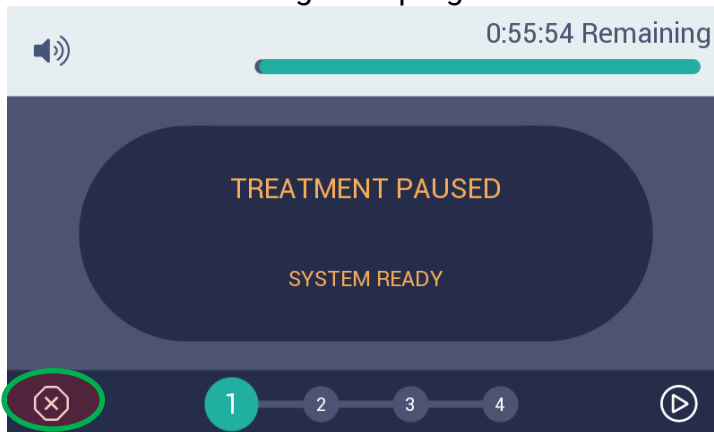 0:55:54 Remaining
TREATMENT PAUSED
SYSTEM READY
1 2 3 4